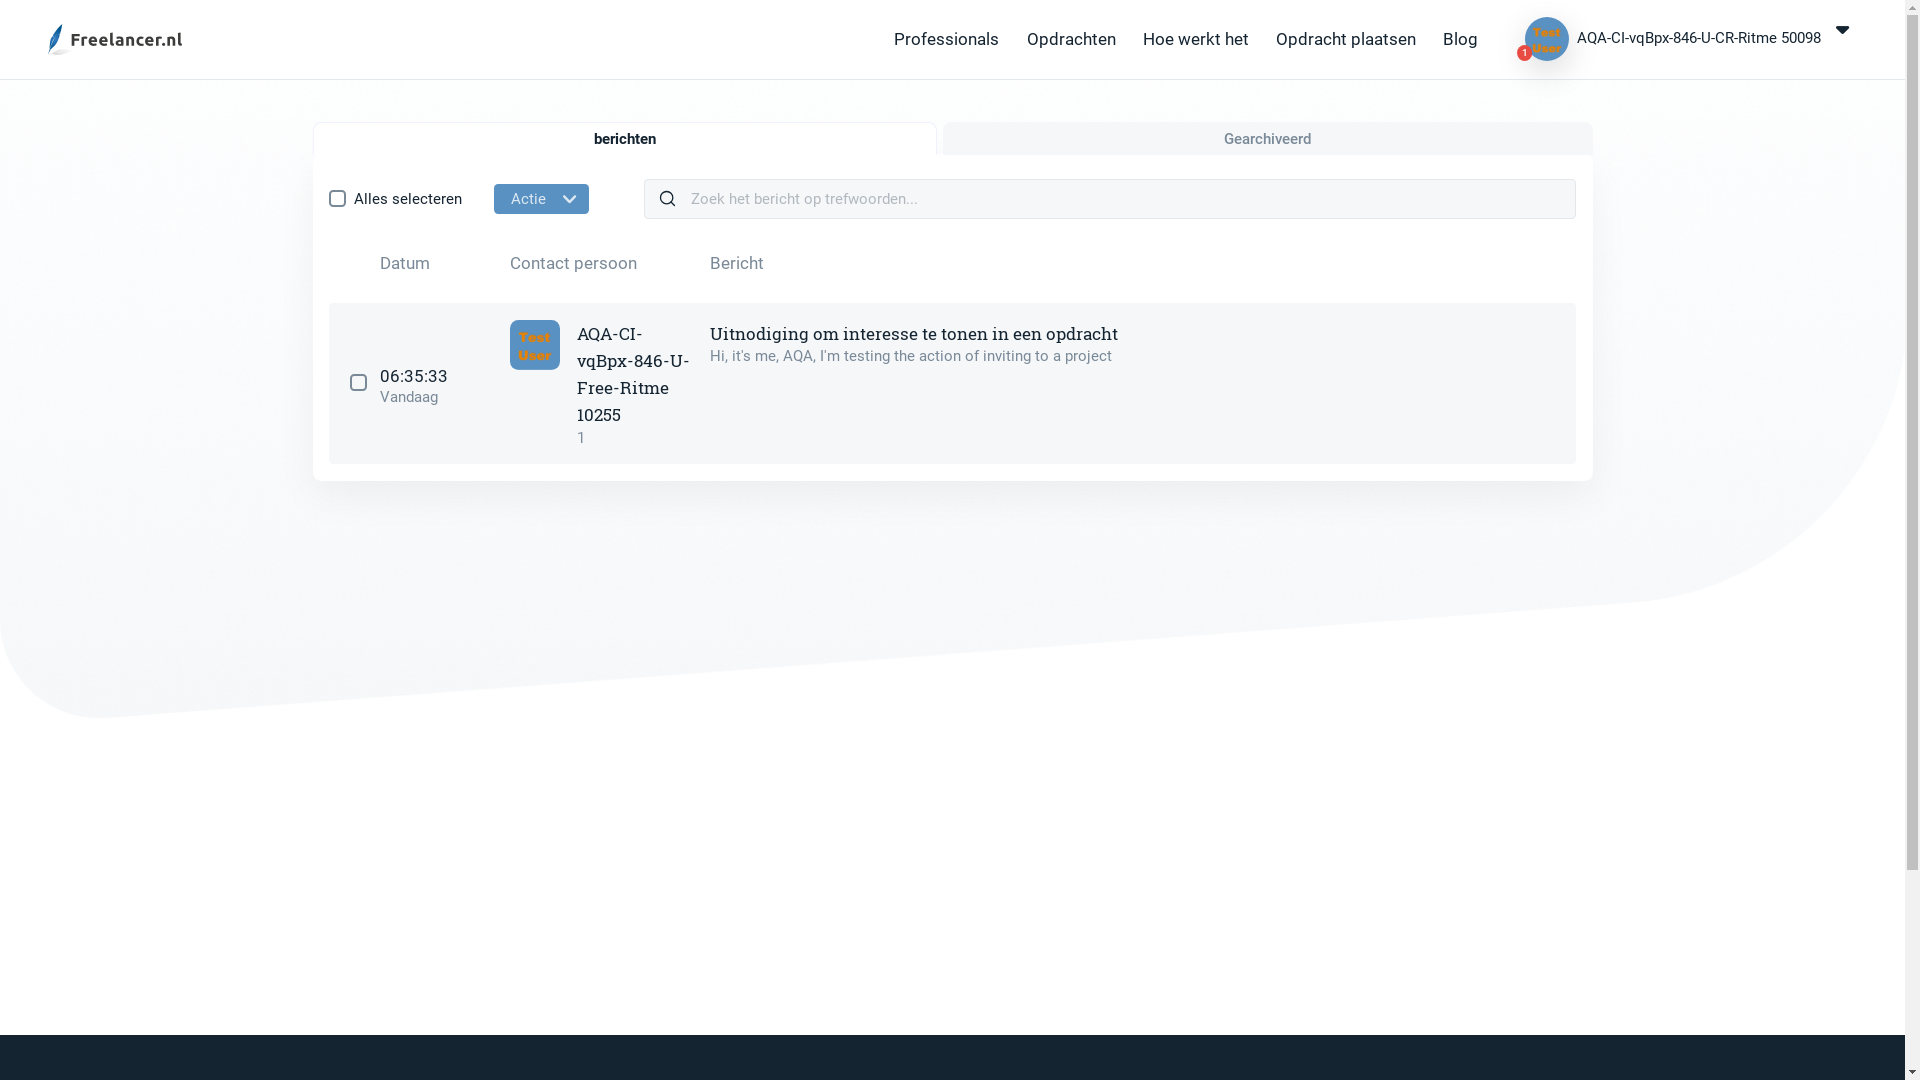 Freelancer.nl
Professionals
Opdrachten
Hoe werkt het
Opdracht plaatsen
Blog
Test
User
1
AQA-CI-vqBpx-846-U-CR-Ritme 50098
berichten
Gearchiveerd
Alles selecteren
Actie
Zoek het bericht op trefwoorden...
Datum
Contact persoon
Bericht
06:35:33
Vandaag
Test
User
AQA-CI-
vqBpx-846-U-
Free-Ritme
10255
1
Uitnodiging om interesse te tonen in een opdracht
Hi, it's me, AQA, I'm testing the action of inviting to a project